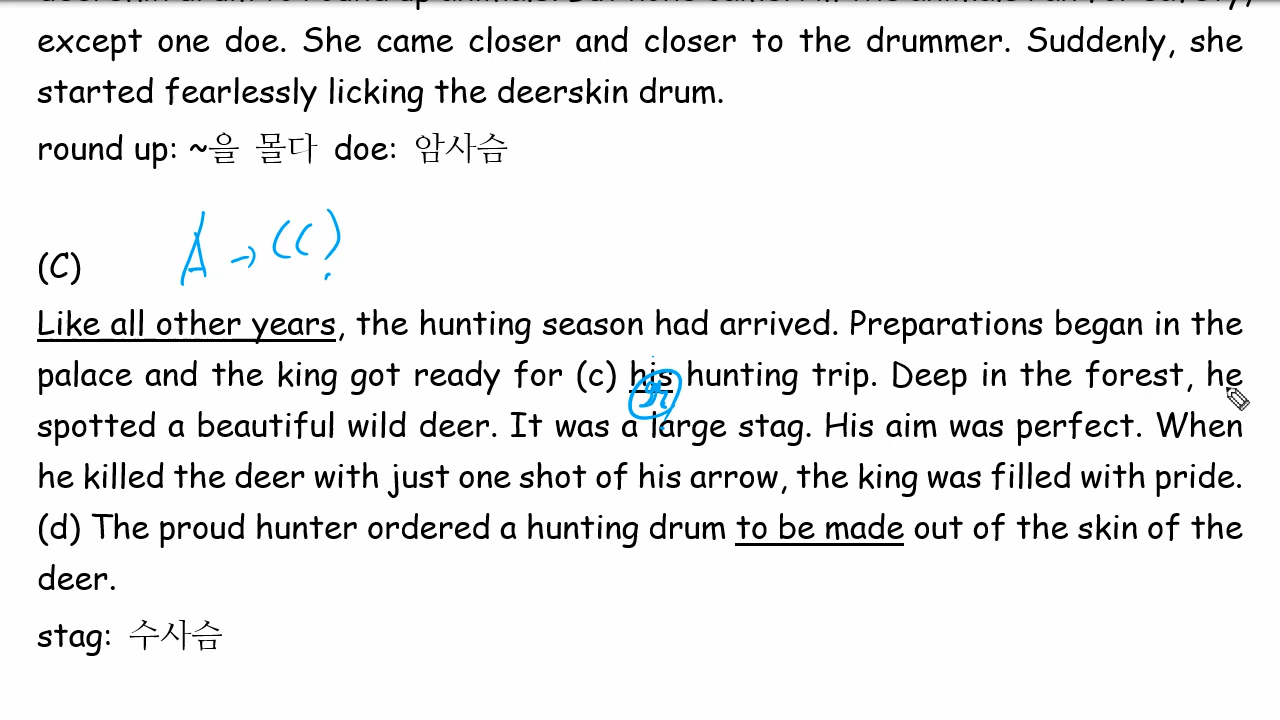 except one doe. She came closer and closer to the drummer. Suddenly, she
started fearlessly licking the deerskin drum.
round up: ~을 몰다 doe: 암사슴
A → (C)
(C)
Like all other years, the hunting season had arrived. Preparations began in the
palace and the king got ready for (c) his hunting trip. Deep in the forest, he
spotted a beautiful wild deer. It was a large stag. His aim was perfect. When
he killed the deer with just one shot of his arrow, the king was filled with pride.
(d) The proud hunter ordered a hunting drum to be made out of the skin of the
deer.
stag: 수사슴